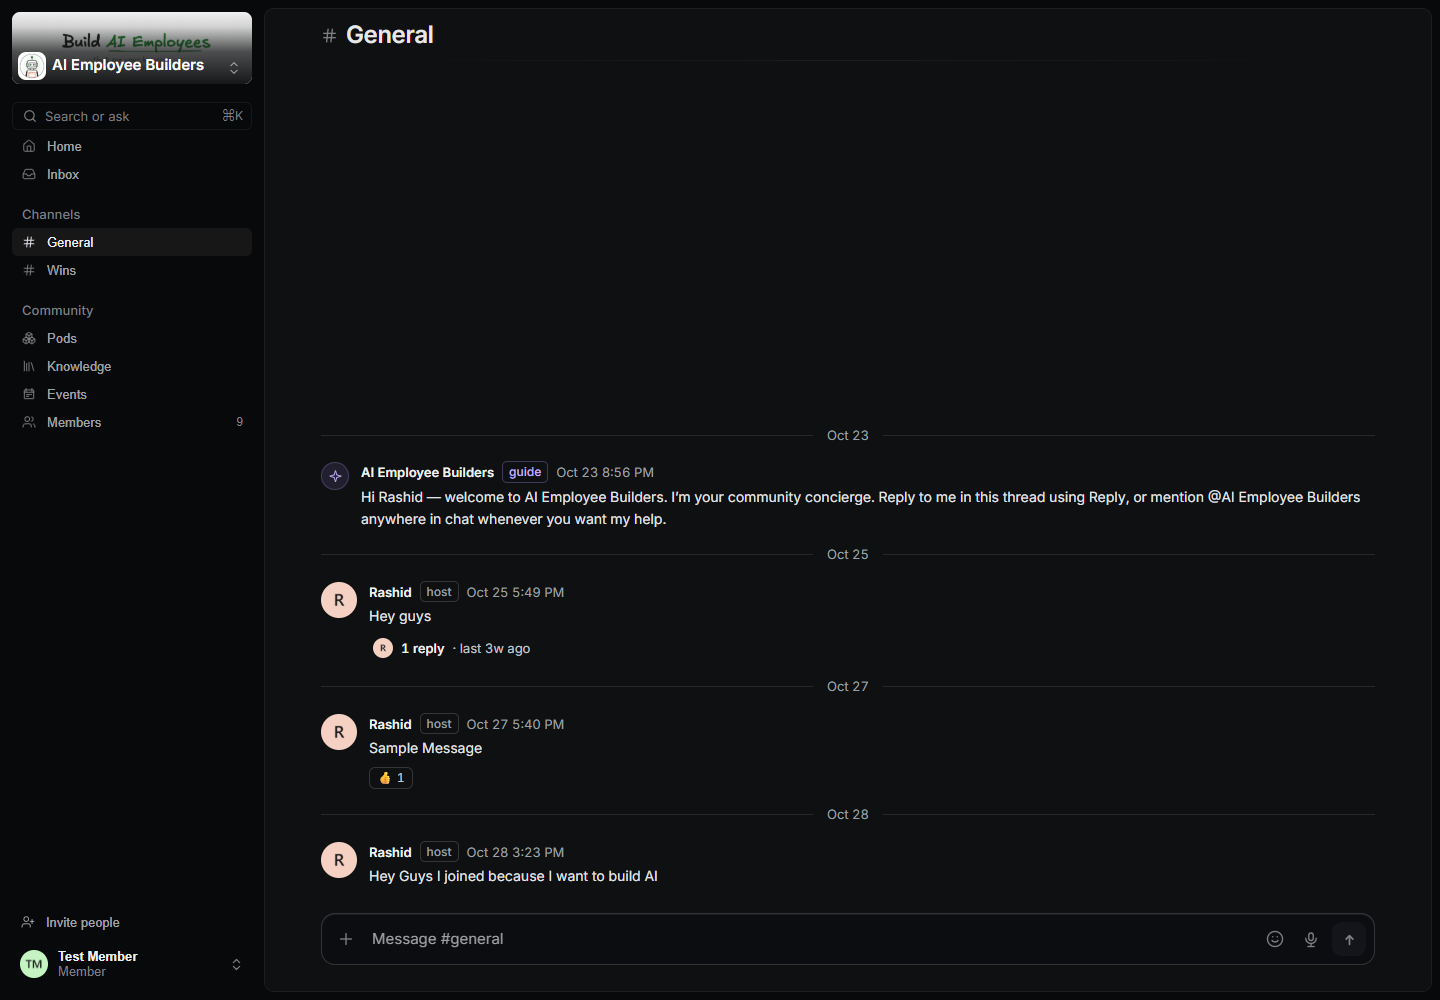 Build AI Employees
AI Employee Builders
Search or ask ⌘K
Home
Inbox
Channels
General
Wins
Community
Pods
Knowledge
Events
Members 9
Invite people
TM
Test Member
Member
# General
Oct 23
AI Employee Builders guide Oct 23 8:56 PM
Hi Rashid — welcome to AI Employee Builders. I’m your community concierge. Reply to me in this thread using Reply, or mention @AI Employee Builders
anywhere in chat whenever you want my help.
Oct 25
R
Rashid host Oct 25 5:49 PM
Hey guys
R 1 reply · last 3w ago
Oct 27
R
Rashid host Oct 27 5:40 PM
Sample Message
👍 1
Oct 28
R
Rashid host Oct 28 3:23 PM
Hey Guys I joined because I want to build AI
Message #general